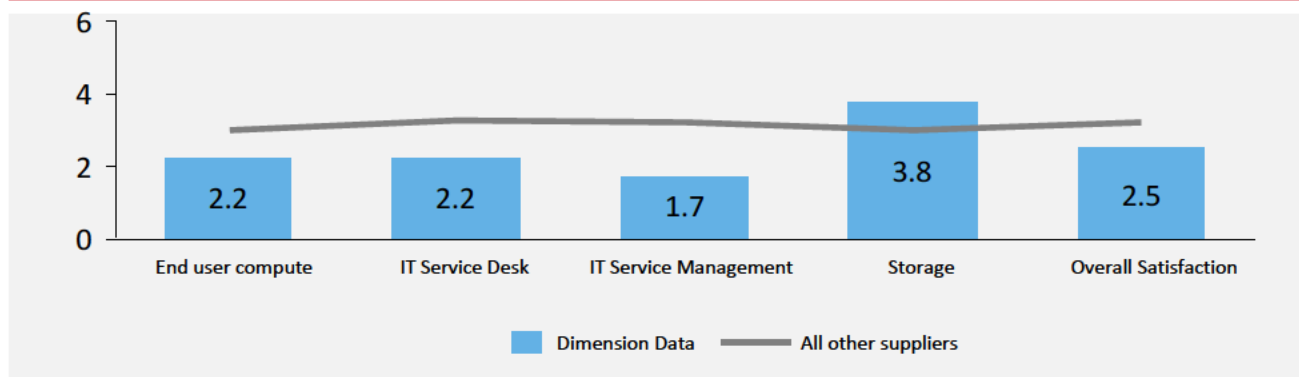 6
4
2
0
2.2
2.2
1.7
3.8
2.5
End user compute
IT Service Desk
IT Service Management
Storage
Overall Satisfaction
Dimension Data
All other suppliers